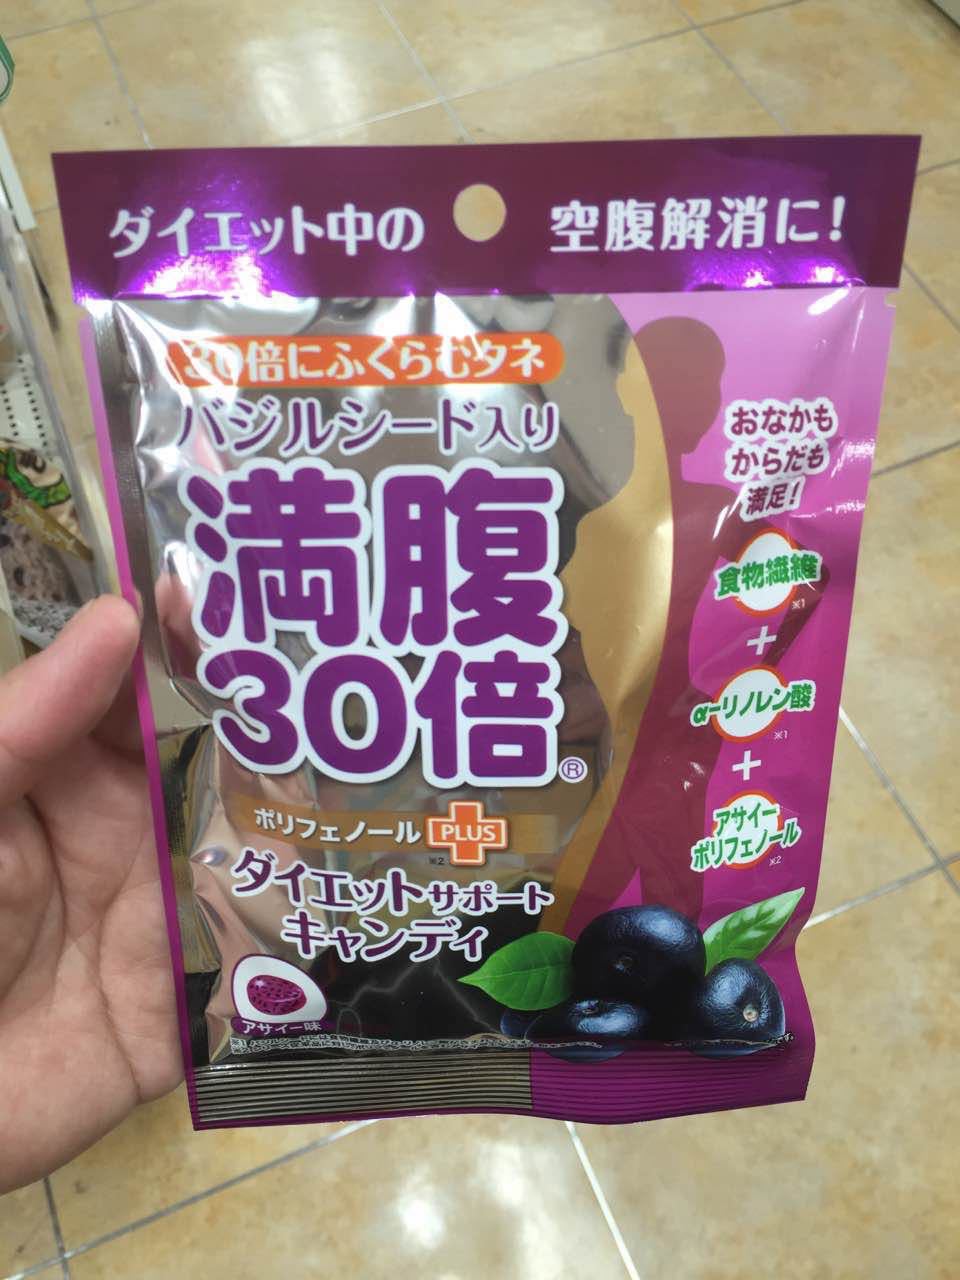 ダイエット中の 空腹解消に!
30倍にふくらむタネ
バジルシード入り
満腹
30倍®
ポリフェノール PLUS
※2
ダイエットサポート
キャンディ
アサイー味
おなかも
からだも
満足!
食物繊維
※1
+
α-リノレン酸
※1
+
アサイー
ポリフェノール
※2